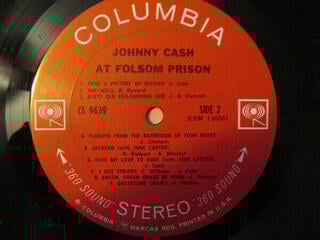 COLUMBIA
JOHNNY CASH
AT FOLSOM PRISON
1 SEND A PICTURE OF MOTHER -J. Cash-
2 THE WALL -H. Howard-
3 DIRTY OLD EGG-SUCKING DOG -J. H. Clement-
CS 9639
SIDE 2
XSM
4 FLUSHED FROM THE BATHROOM OF YOUR HEART
-J. Clement-
5 JACKSON (with JUNE CARTER)
-G. Rodgers - B. Wheeler-
6 GIVE MY LOVE TO ROSE (with JUNE CARTER)
-J. Cash-
7 I GOT STRIPES -C. Williams - J. Cash-
8 GREEN, GREEN GRASS OF HOME -C. Putman-
9 GREYSTONE CHAPEL -G. Sherley-
360 SOUND STEREO 360 SOUND
® "COLUMBIA", MARCAS REG. PRINTED IN U.S.A.